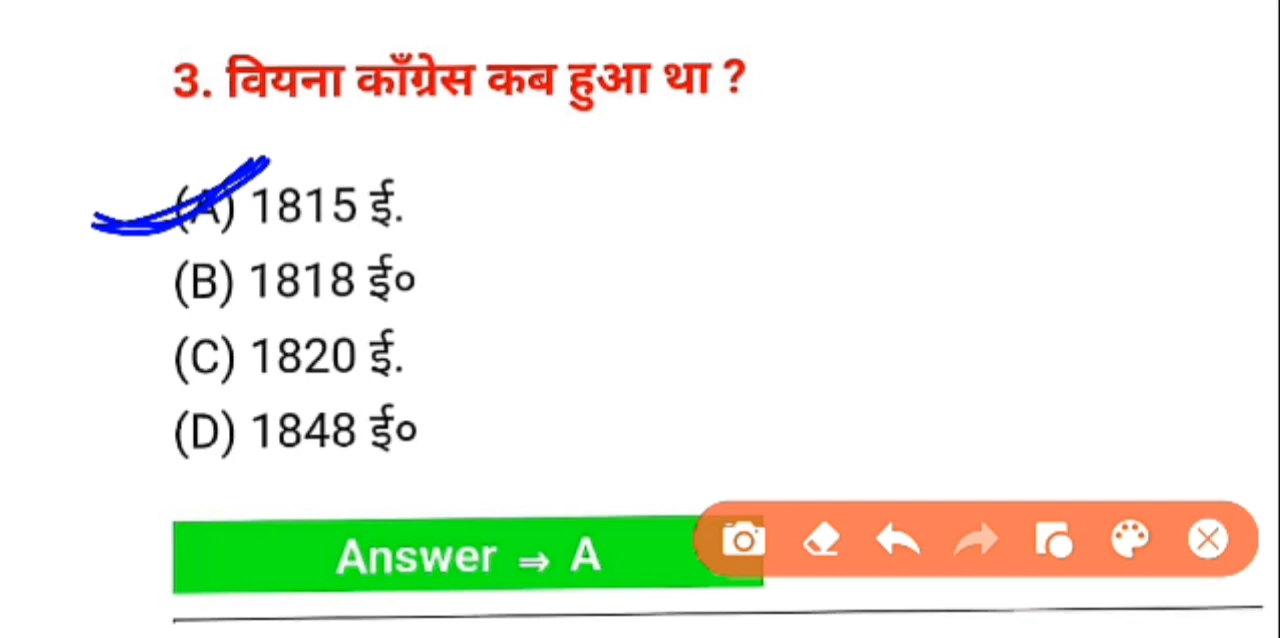 3. वियना काँग्रेस कब हुआ था ?
(A) 1815 ई.
(B) 1818 ई०
(C) 1820 ई.
(D) 1848 ई०
Answer ⇒ A